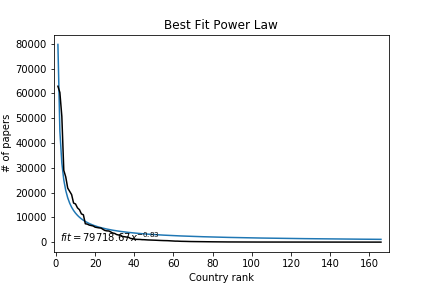 Best Fit Power Law
# of papers
80000
70000
60000
50000
40000
30000
20000
10000
0
fit = 79718.67x^{-0.83}
0 20 40 60 80 100 120 140 160
Country rank